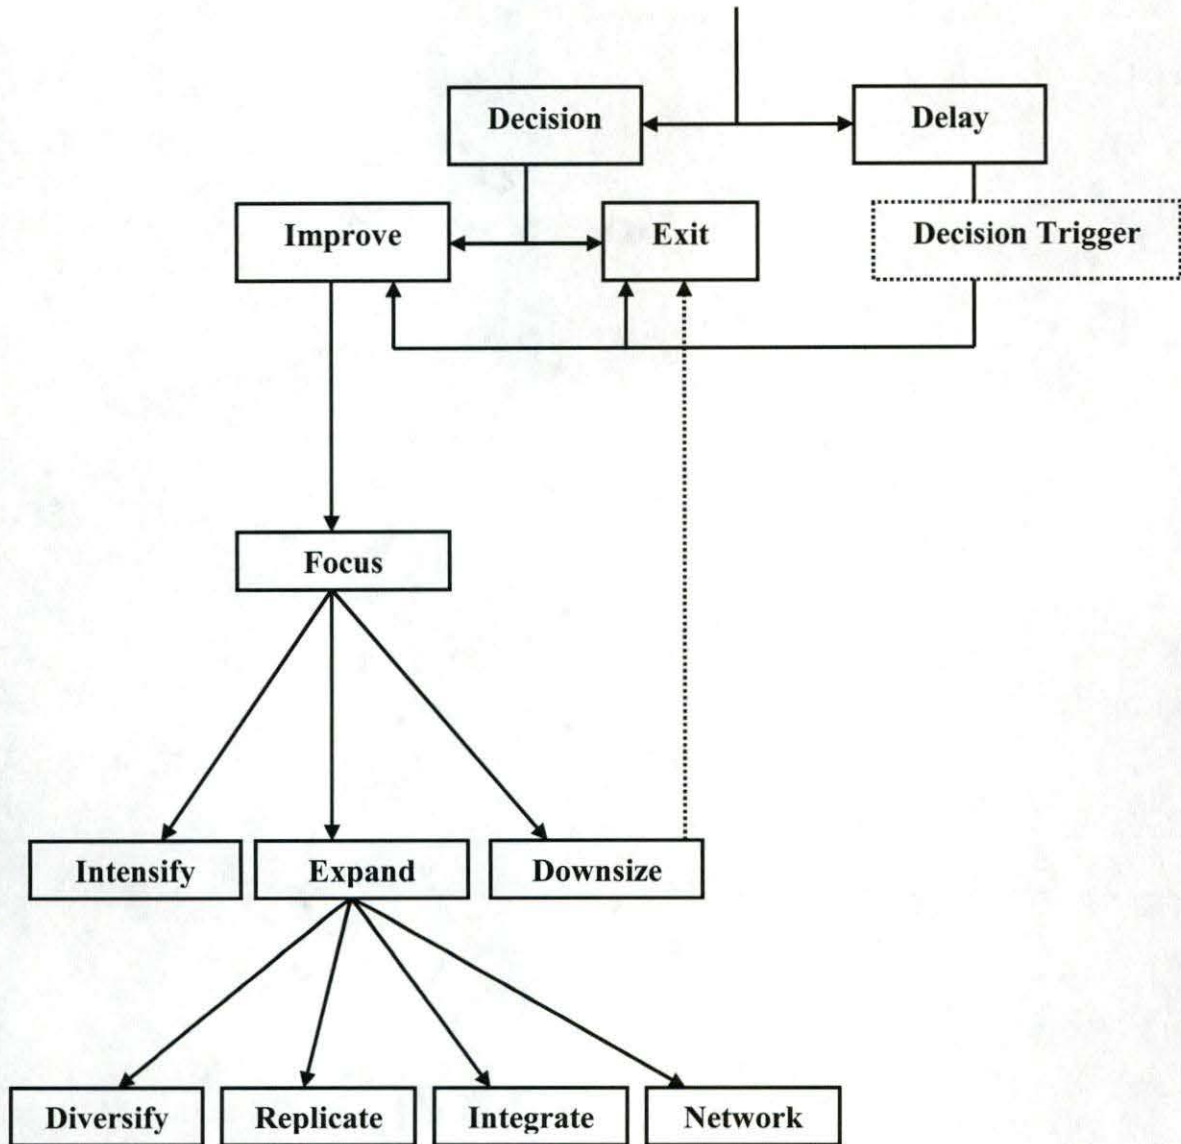 Decision
Delay
Improve
Exit
Decision Trigger
Focus
Intensify
Expand
Downsize
Diversify
Replicate
Integrate
Network